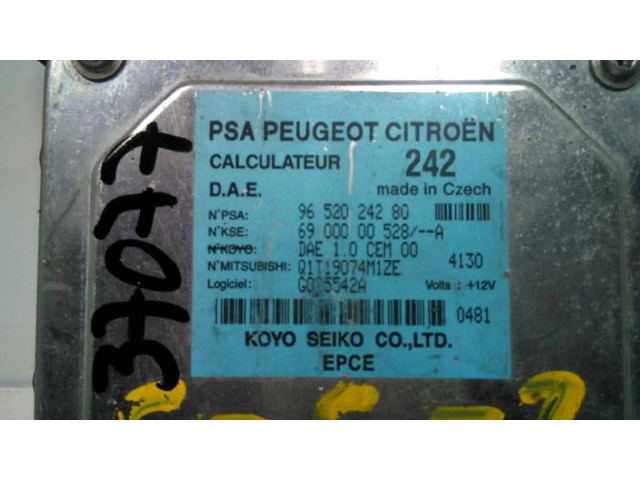 PSA PEUGEOT CITROËN
CALCULATEUR 242
D.A.E. made in Czech
N°PSA: 96 520 242 80
N°KSE: 69 000 00 528/--A
N°KOYO: DAE 1.0 CEM 00
N°MITSUBISHI: Q1T19074M1ZE 4130
Logiciel: Volts : +12V
0481
KOYO SEIKO CO.,LTD.
EPCE
37077